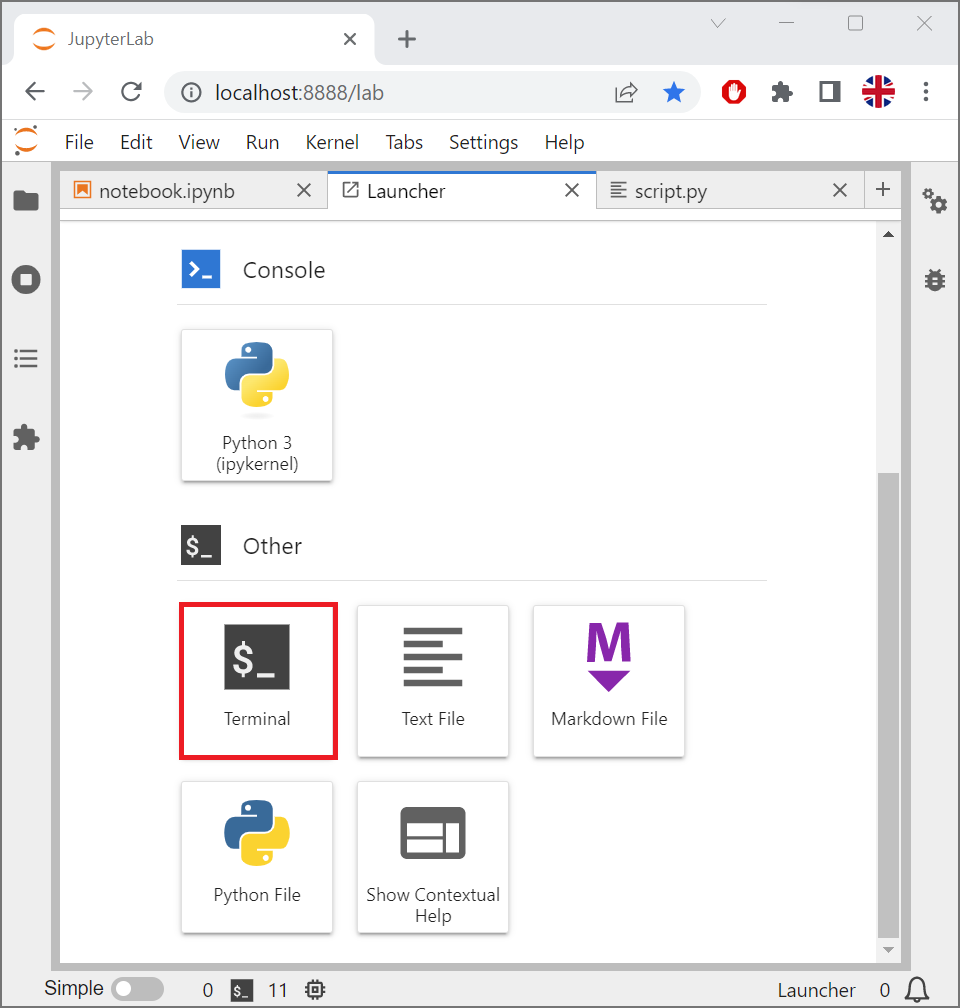 JupyterLab
localhost:8888/lab
File Edit View Run Kernel Tabs Settings Help
notebook.ipynb Launcher script.py
Console
Python 3
(ipykernel)
$_ Other
$_
M
Terminal Text File Markdown File
Python File Show Contextual
Help
Simple 0 $_ 11 Launcher 0